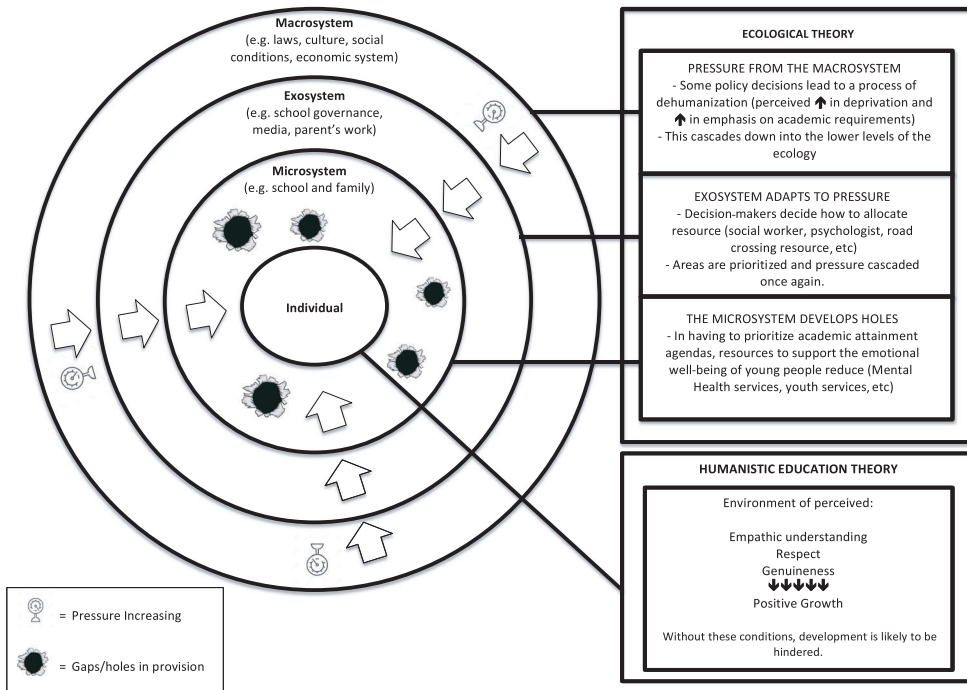 Macrosystem
(e.g. laws, culture, social
conditions, economic system)
Exosystem
(e.g. school governance,
media, parent's work)
Microsystem
(e.g. school and family)
Individual
= Pressure Increasing
= Gaps/holes in provision
ECOLOGICAL THEORY
PRESSURE FROM THE MACROSYSTEM
- Some policy decisions lead to a process of
dehumanization (perceived 🡹 in deprivation and
🡹 in emphasis on academic requirements)
- This cascades down into the lower levels of the
ecology
EXOSYSTEM ADAPTS TO PRESSURE
- Decision-makers decide how to allocate
resource (social worker, psychologist, road
crossing resource, etc)
- Areas are prioritized and pressure cascaded
once again.
THE MICROSYSTEM DEVELOPS HOLES
- In having to prioritize academic attainment
agendas, resources to support the emotional
well-being of young people reduce (Mental
Health services, youth services, etc)
HUMANISTIC EDUCATION THEORY
Environment of perceived:
Empathic understanding
Respect
Genuineness
🡻🡻🡻🡻🡻
Positive Growth
Without these conditions, development is likely to be
hindered.